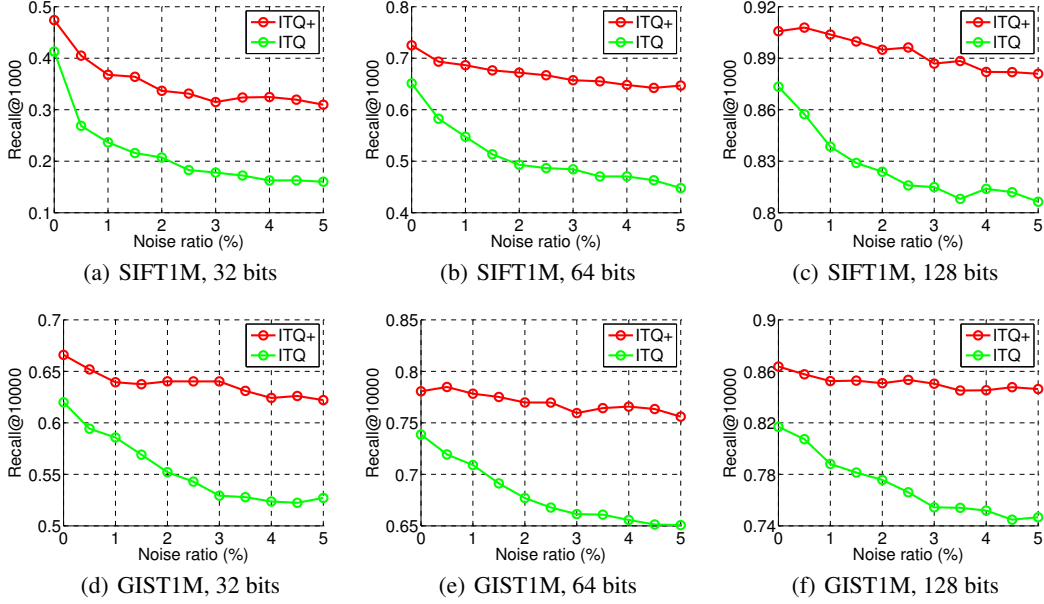 0.5
0.4
0.3
0.2
0.1
Recall@1000
ITQ+
ITQ
0 1 2 3 4 5
Noise ratio (%)
(a) SIFT1M, 32 bits
0.8
0.7
0.6
0.5
0.4
Recall@1000
ITQ+
ITQ
0 1 2 3 4 5
Noise ratio (%)
(b) SIFT1M, 64 bits
0.92
0.89
0.86
0.83
0.8
Recall@1000
ITQ+
ITQ
0 1 2 3 4 5
Noise ratio (%)
(c) SIFT1M, 128 bits
0.7
0.65
0.6
0.55
0.5
Recall@10000
ITQ+
ITQ
0 1 2 3 4 5
Noise ratio (%)
(d) GIST1M, 32 bits
0.85
0.8
0.75
0.7
0.65
Recall@10000
ITQ+
ITQ
0 1 2 3 4 5
Noise ratio (%)
(e) GIST1M, 64 bits
0.9
0.86
0.82
0.78
0.74
Recall@10000
ITQ+
ITQ
0 1 2 3 4 5
Noise ratio (%)
(f) GIST1M, 128 bits